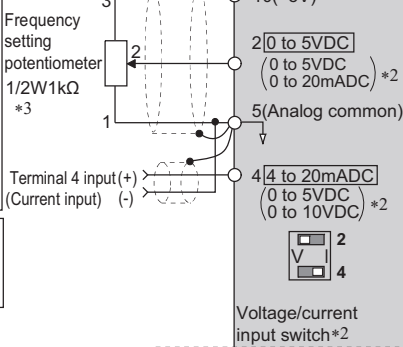 3
10(+5V)
Frequency
setting
potentiometer
1/2W1kΩ
*3
2
1
2 0 to 5VDC
(0 to 5VDC
0 to 20mADC) *2
5(Analog common)
Terminal 4 input (+)
(Current input) (-)
4 4 to 20mADC
(0 to 5VDC
0 to 10VDC) *2
2
V I
4
Voltage/current
input switch*2